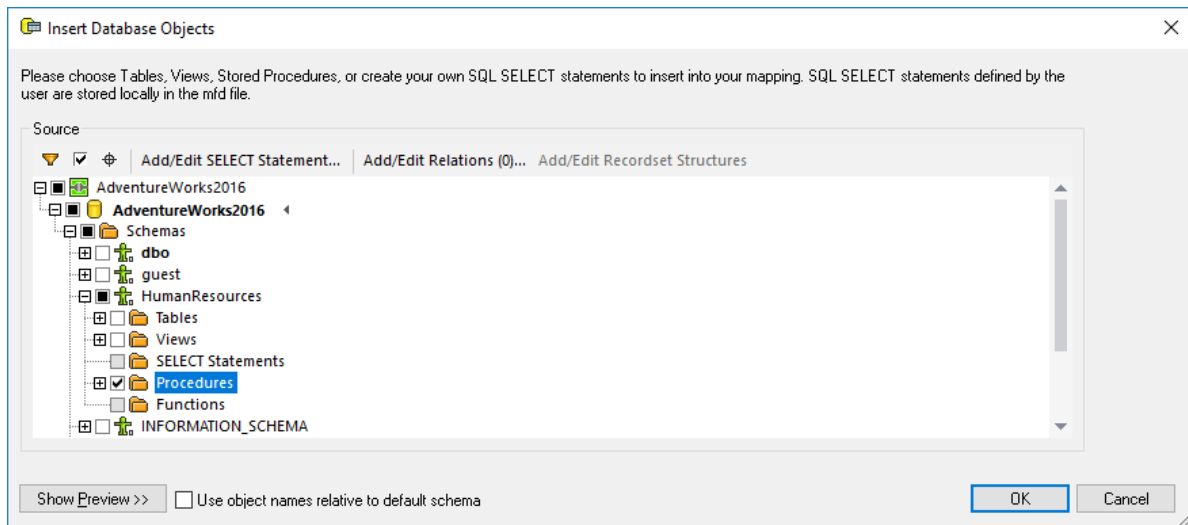 Insert Database Objects
Please choose Tables, Views, Stored Procedures, or create your own SQL SELECT statements to insert into your mapping. SQL SELECT statements defined by the
user are stored locally in the mfd file.
Source
Add/Edit SELECT Statement... Add/Edit Relations (0)... Add/Edit Recordset Structures
AdventureWorks2016
AdventureWorks2016
Schemas
dbo
guest
HumanResources
Tables
Views
SELECT Statements
Procedures
Functions
INFORMATION_SCHEMA
Show Preview >> Use object names relative to default schema OK Cancel